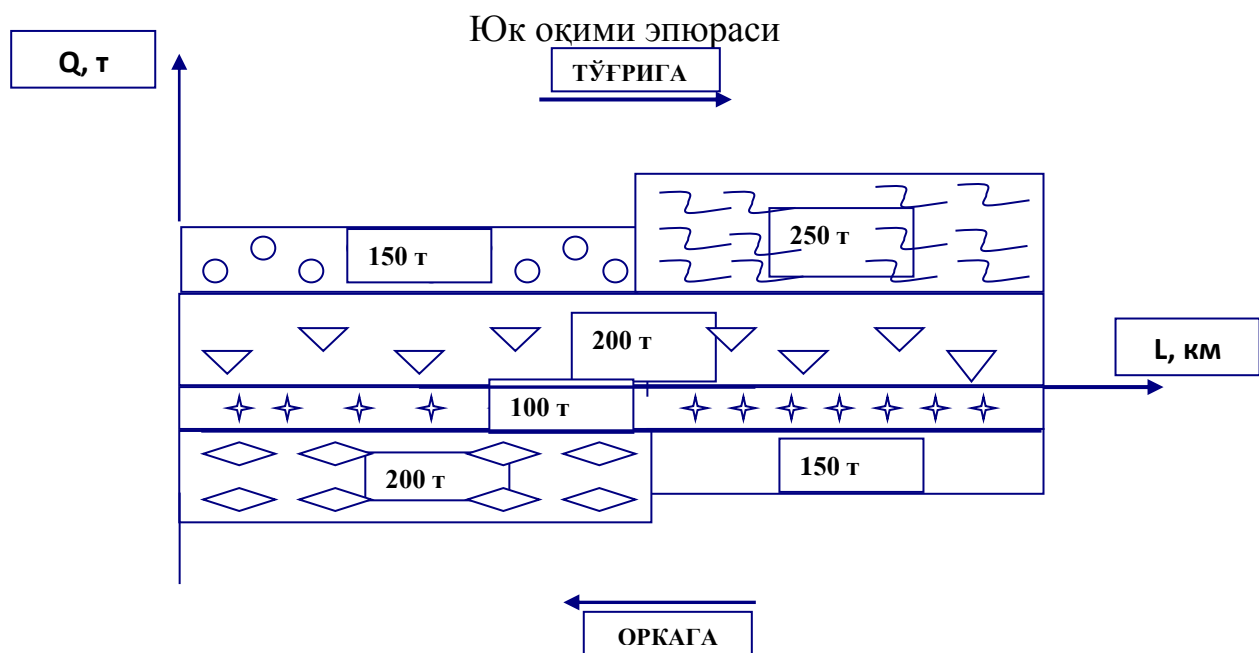 Юк оқими эпюраси
Q, т
ТЎҒРИГА
150 т
250 т
200 т
L, км
100 т
200 т
150 т
ОРКАГА